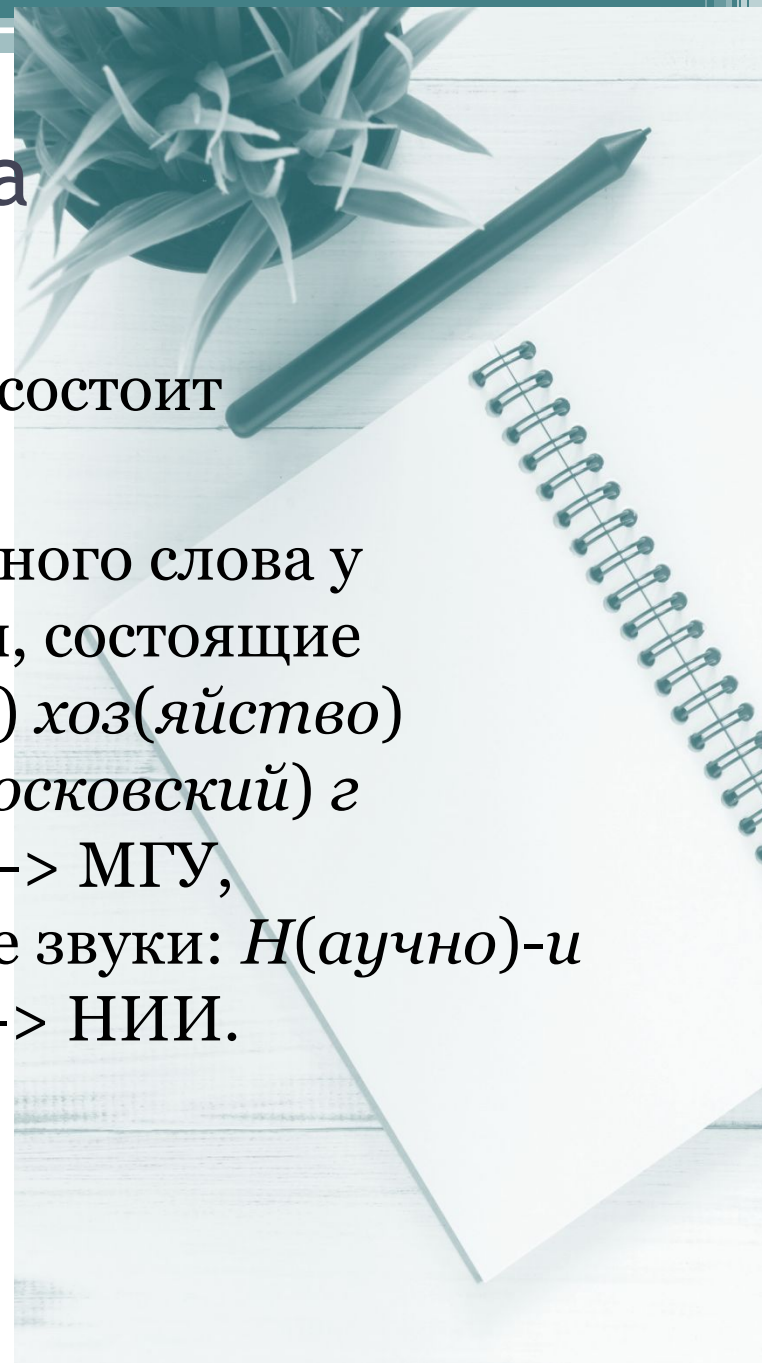 а
состоит
ного слова у
, состоящие
) хоз(яйство)
осковский) г
-> МГУ,
е звуки: Н(аучно)-и
-> НИИ.